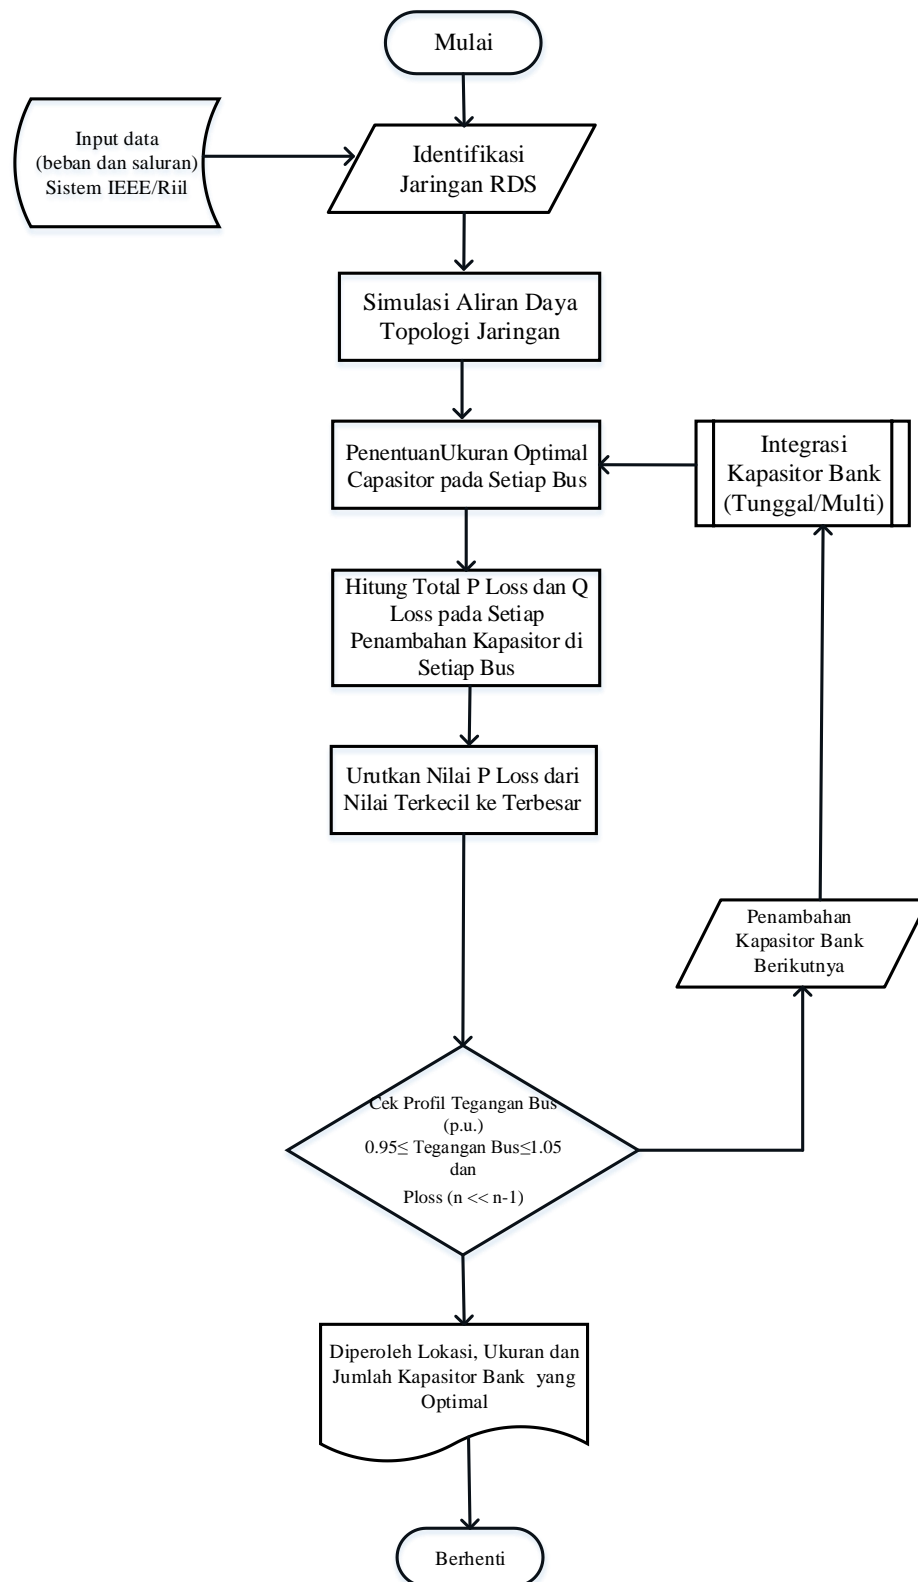 Mulai
Input data
(beban dan saluran)
Sistem IEEE/Riil
Identifikasi
Jaringan RDS
Simulasi Aliran Daya
Topologi Jaringan
PenentuanUkuran Optimal
Capasitor pada Setiap Bus
Integrasi
Kapasitor Bank
(Tunggal/Multi)
Hitung Total P Loss dan Q
Loss pada Setiap
Penambahan Kapasitor di
Setiap Bus
Urutkan Nilai P Loss dari
Nilai Terkecil ke Terbesar
Penambahan
Kapasitor Bank
Berikutnya
Cek Profil Tegangan Bus
(p.u.)
0.95≤ Tegangan Bus≤1.05
dan
Ploss (n << n-1)
Diperoleh Lokasi, Ukuran dan
Jumlah Kapasitor Bank yang
Optimal
Berhenti